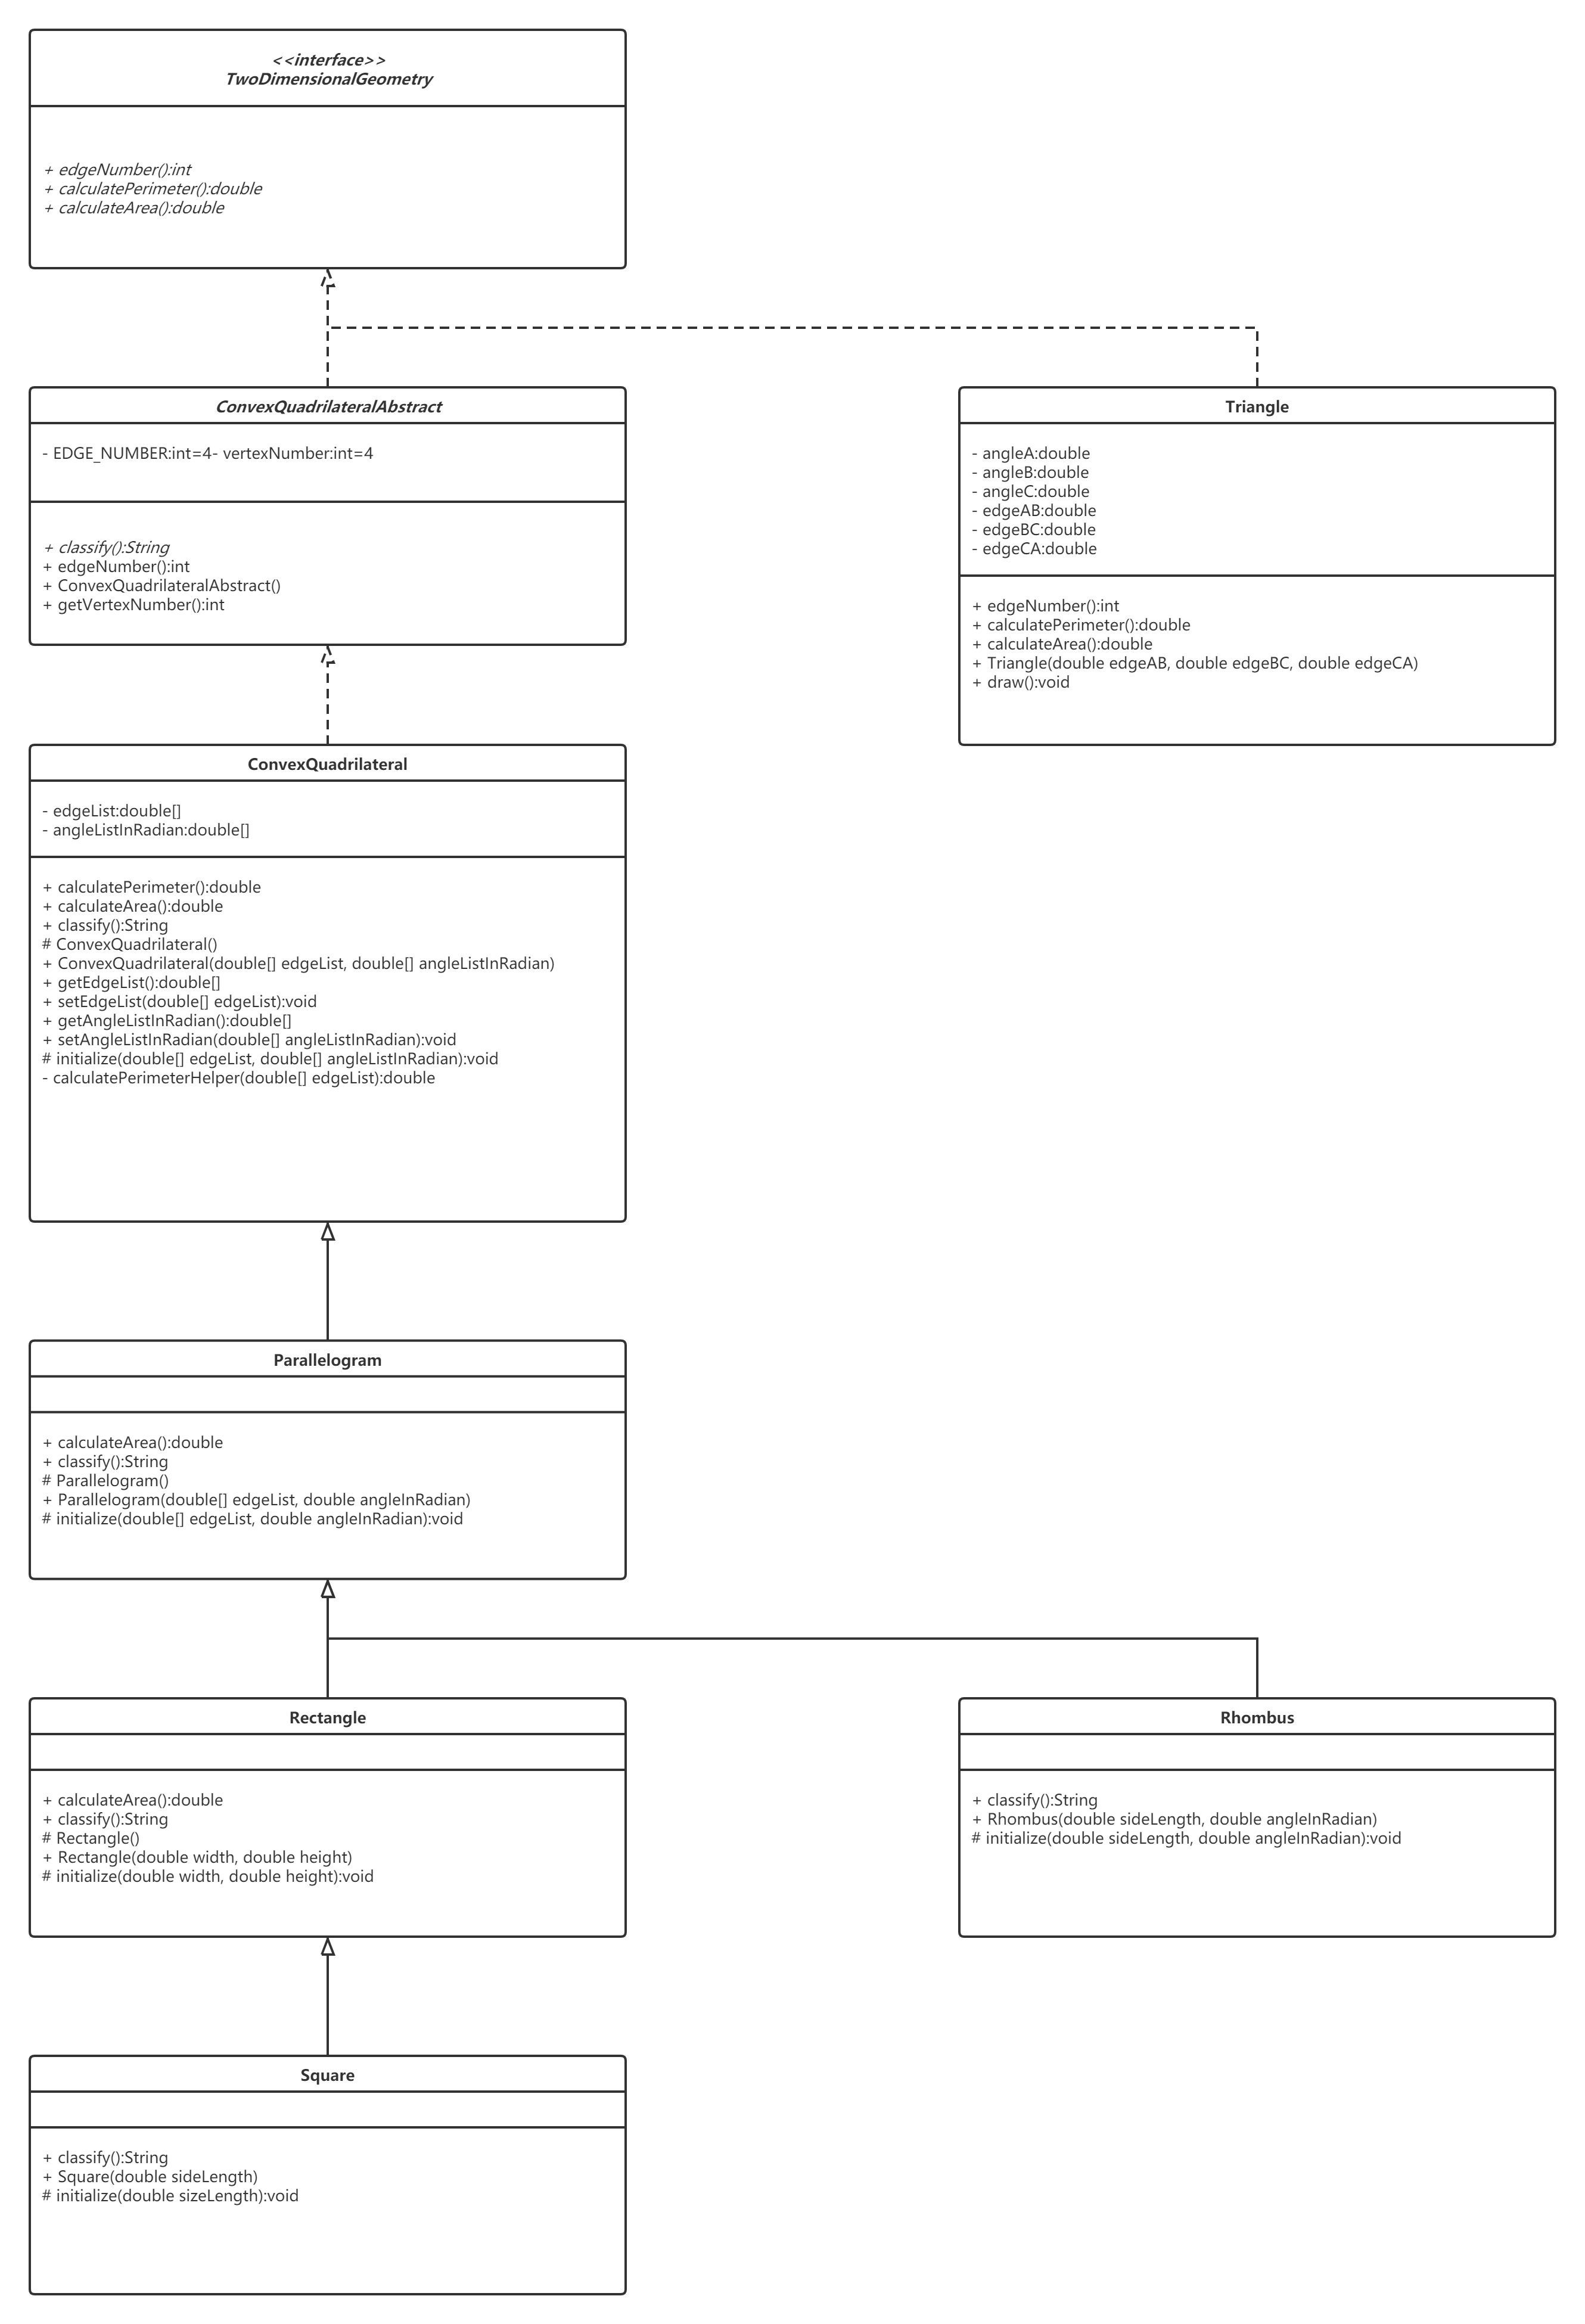 <<interface>>
TwoDimensionalGeometry
+ edgeNumber():int
+ calculatePerimeter():double
+ calculateArea():double
ConvexQuadrilateralAbstract
- EDGE_NUMBER:int=4- vertexNumber:int=4
+ classify():String
+ edgeNumber():int
+ ConvexQuadrilateralAbstract()
+ getVertexNumber():int
Triangle
- angleA:double
- angleB:double
- angleC:double
- edgeAB:double
- edgeBC:double
- edgeCA:double
+ edgeNumber():int
+ calculatePerimeter():double
+ calculateArea():double
+ Triangle(double edgeAB, double edgeBC, double edgeCA)
+ draw():void
ConvexQuadrilateral
- edgeList:double[]
- angleListInRadian:double[]
+ calculatePerimeter():double
+ calculateArea():double
+ classify():String
# ConvexQuadrilateral()
+ ConvexQuadrilateral(double[] edgeList, double[] angleListInRadian)
+ getEdgeList():double[]
+ setEdgeList(double[] edgeList):void
+ getAngleListInRadian():double[]
+ setAngleListInRadian(double[] angleListInRadian):void
# initialize(double[] edgeList, double[] angleListInRadian):void
- calculatePerimeterHelper(double[] edgeList):double
Parallelogram
+ calculateArea():double
+ classify():String
# Parallelogram()
+ Parallelogram(double[] edgeList, double angleInRadian)
# initialize(double[] edgeList, double angleInRadian):void
Rectangle
+ calculateArea():double
+ classify():String
# Rectangle()
+ Rectangle(double width, double height)
# initialize(double width, double height):void
Rhombus
+ classify():String
+ Rhombus(double sideLength, double angleInRadian)
# initialize(double sideLength, double angleInRadian):void
Square
+ classify():String
+ Square(double sideLength)
# initialize(double sizeLength):void